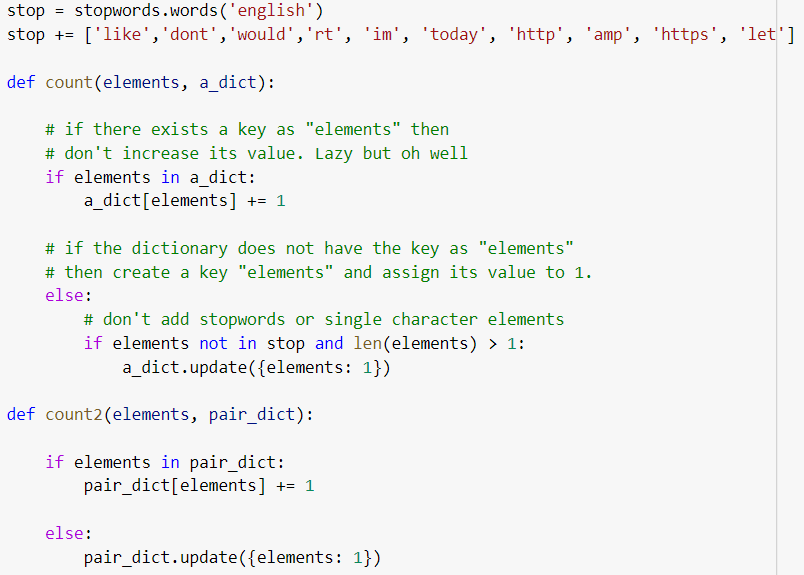 stop = stopwords.words('english')
stop += ['like','dont','would','rt', 'im', 'today', 'http', 'amp', 'https', 'let']
def count(elements, a_dict):
# if there exists a key as "elements" then
# don't increase its value. Lazy but oh well
if elements in a_dict:
a_dict[elements] += 1
# if the dictionary does not have the key as "elements"
# then create a key "elements" and assign its value to 1.
else:
# don't add stopwords or single character elements
if elements not in stop and len(elements) > 1:
a_dict.update({elements: 1})
def count2(elements, pair_dict):
if elements in pair_dict:
pair_dict[elements] += 1
else:
pair_dict.update({elements: 1})